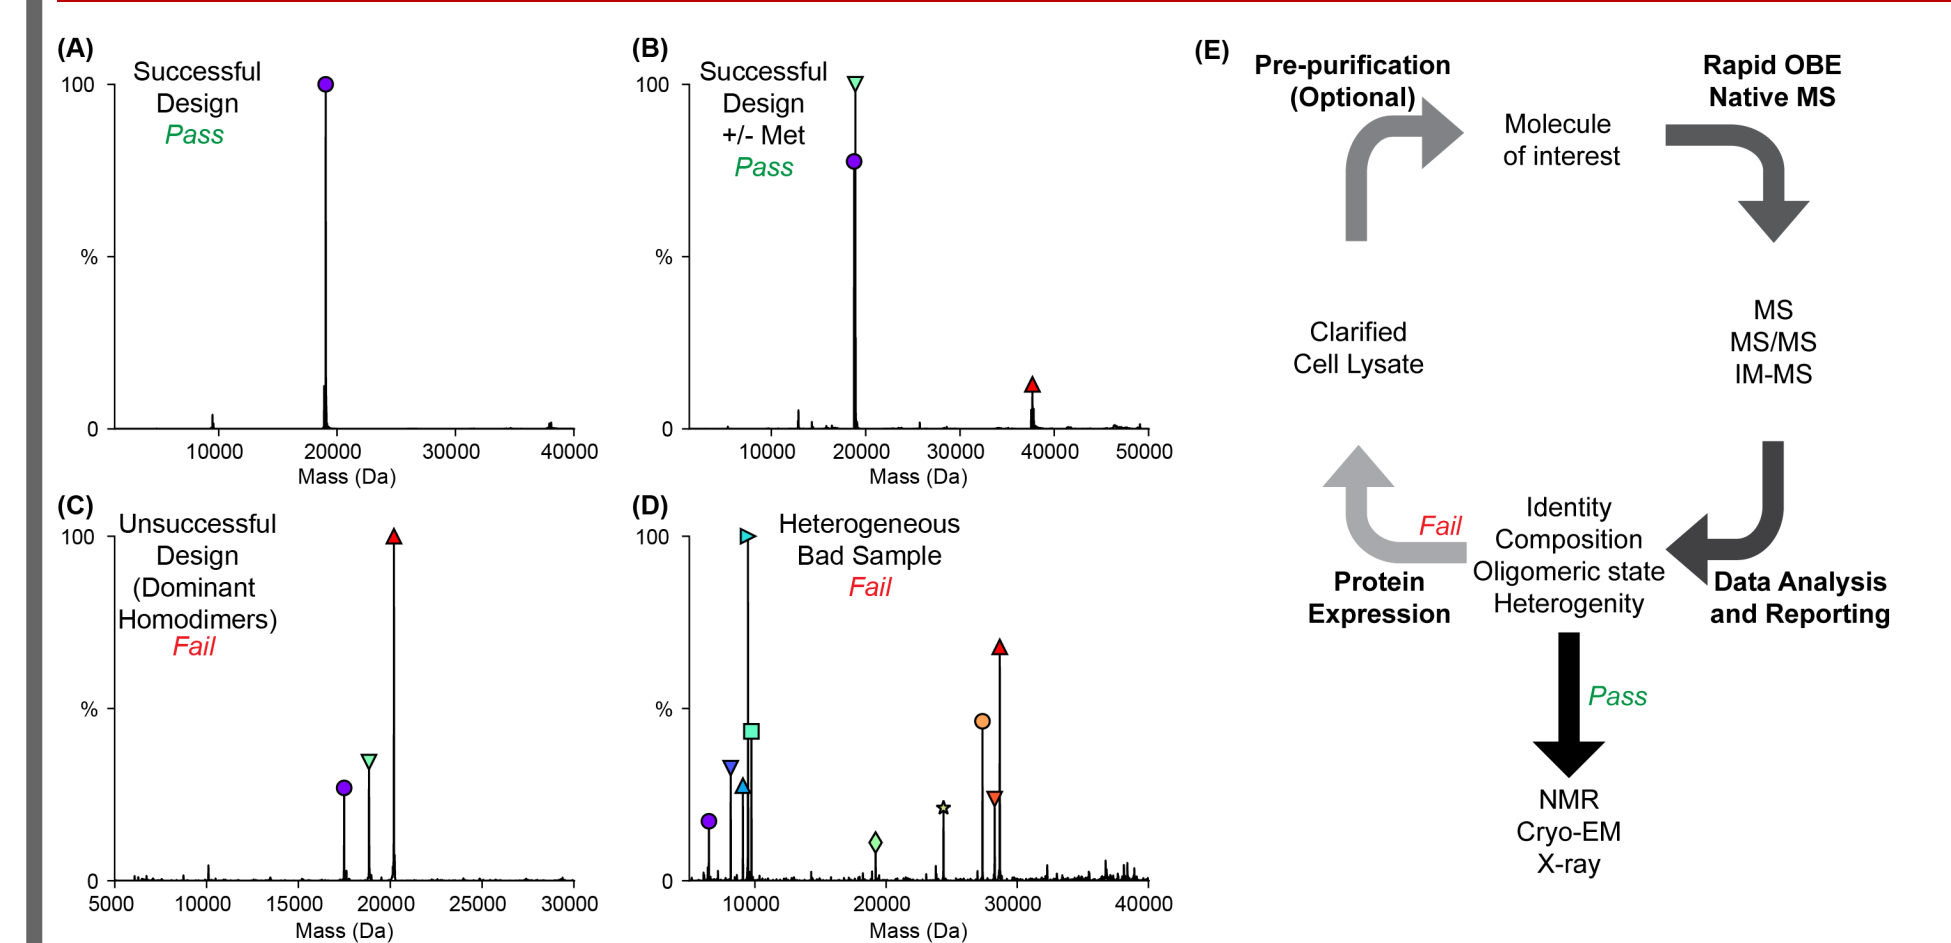 (A)
Successful
Design
Pass
100
%
0
10000
20000
30000
40000
Mass (Da)
(B)
Successful
Design
+/- Met
Pass
100
%
0
10000
20000
30000
40000
50000
Mass (Da)
(C)
Unsuccessful
Design
(Dominant
Homodimers)
Fail
100
%
0
5000
10000
15000
20000
25000
30000
Mass (Da)
(D)
Heterogeneous
Bad Sample
Fail
100
%
0
10000
20000
30000
40000
Mass (Da)
(E)
Pre-purification
(Optional)
Rapid OBE
Native MS
Molecule
of interest
Clarified
Cell Lysate
MS
MS/MS
IM-MS
Fail
Identity
Composition
Oligomeric state
Heterogenity
Protein
Expression
Data Analysis
and Reporting
Pass
NMR
Cryo-EM
X-ray